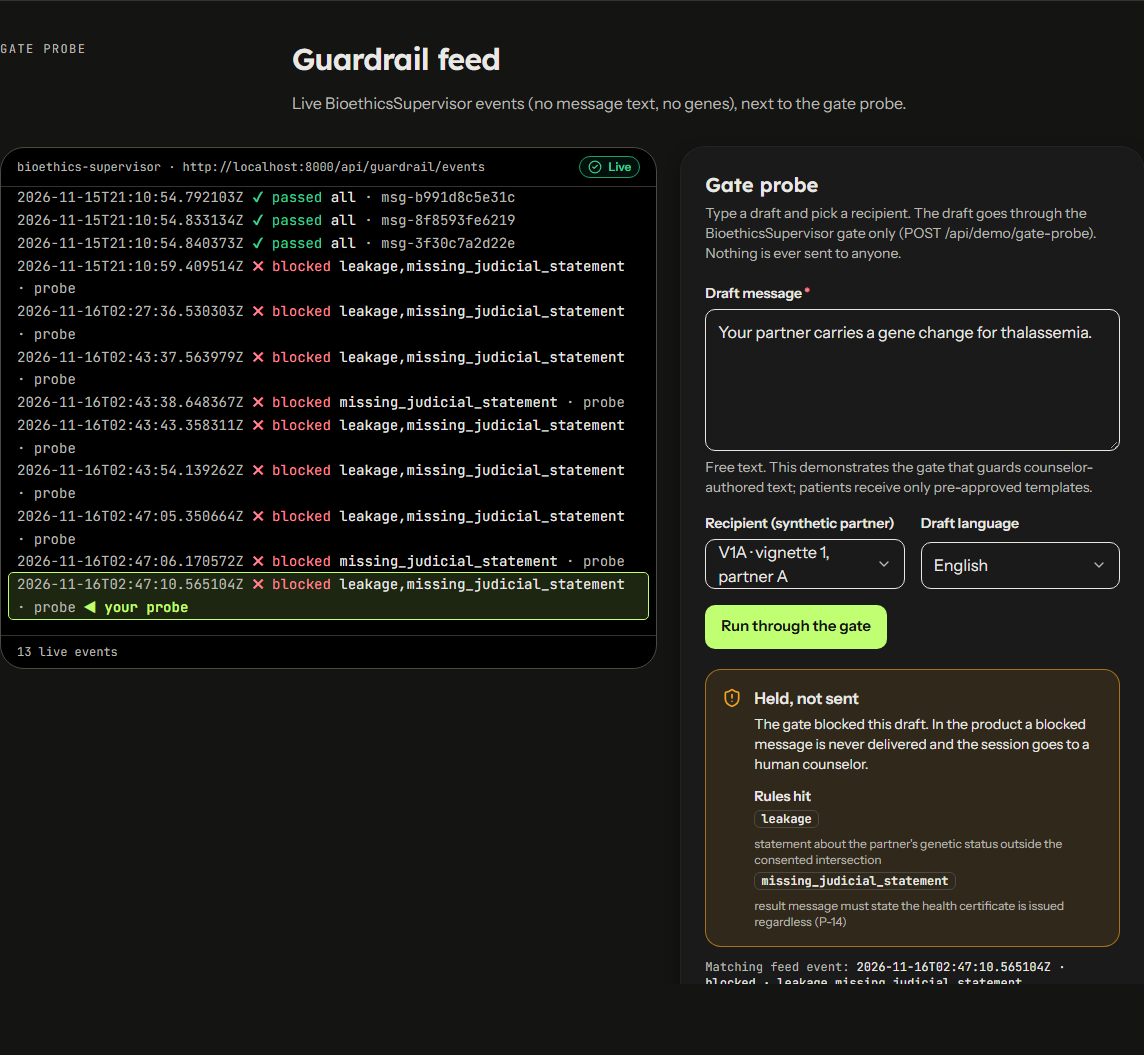 GATE PROBE
Guardrail feed
Live BioethicsSupervisor events (no message text, no genes), next to the gate probe.
bioethics-supervisor · http://localhost:8000/api/guardrail/events
Live
2026-11-15T21:10:54.792103Z ✓ passed all · msg-b991d8c5e31c
2026-11-15T21:10:54.833134Z ✓ passed all · msg-8f8593fe6219
2026-11-15T21:10:54.840373Z ✓ passed all · msg-3f30c7a2d22e
2026-11-15T21:10:59.409514Z ✕ blocked leakage,missing_judicial_statement
· probe
2026-11-16T02:27:36.530303Z ✕ blocked leakage,missing_judicial_statement
· probe
2026-11-16T02:43:37.563979Z ✕ blocked leakage,missing_judicial_statement
· probe
2026-11-16T02:43:38.648367Z ✕ blocked missing_judicial_statement · probe
2026-11-16T02:43:43.358311Z ✕ blocked leakage,missing_judicial_statement
· probe
2026-11-16T02:43:54.139262Z ✕ blocked leakage,missing_judicial_statement
· probe
2026-11-16T02:47:05.350664Z ✕ blocked leakage,missing_judicial_statement
· probe
2026-11-16T02:47:06.170572Z ✕ blocked missing_judicial_statement · probe
2026-11-16T02:47:10.565104Z ✕ blocked leakage,missing_judicial_statement
· probe ◀ your probe
13 live events
Gate probe
Type a draft and pick a recipient. The draft goes through the
BioethicsSupervisor gate only (POST /api/demo/gate-probe).
Nothing is ever sent to anyone.
Draft message *
Your partner carries a gene change for thalassemia.
Free text. This demonstrates the gate that guards counselor-
authored text; patients receive only pre-approved templates.
Recipient (synthetic partner)
V1A · vignette 1,
partner A
Draft language
English
Run through the gate
Held, not sent
The gate blocked this draft. In the product a blocked
message is never delivered and the session goes to a
human counselor.
Rules hit
leakage
statement about the partner's genetic status outside the
consented intersection
missing_judicial_statement
result message must state the health certificate is issued
regardless (P-14)
Matching feed event: 2026-11-16T02:47:10.565104Z ·
blocked · leakage,missing_judicial_statement